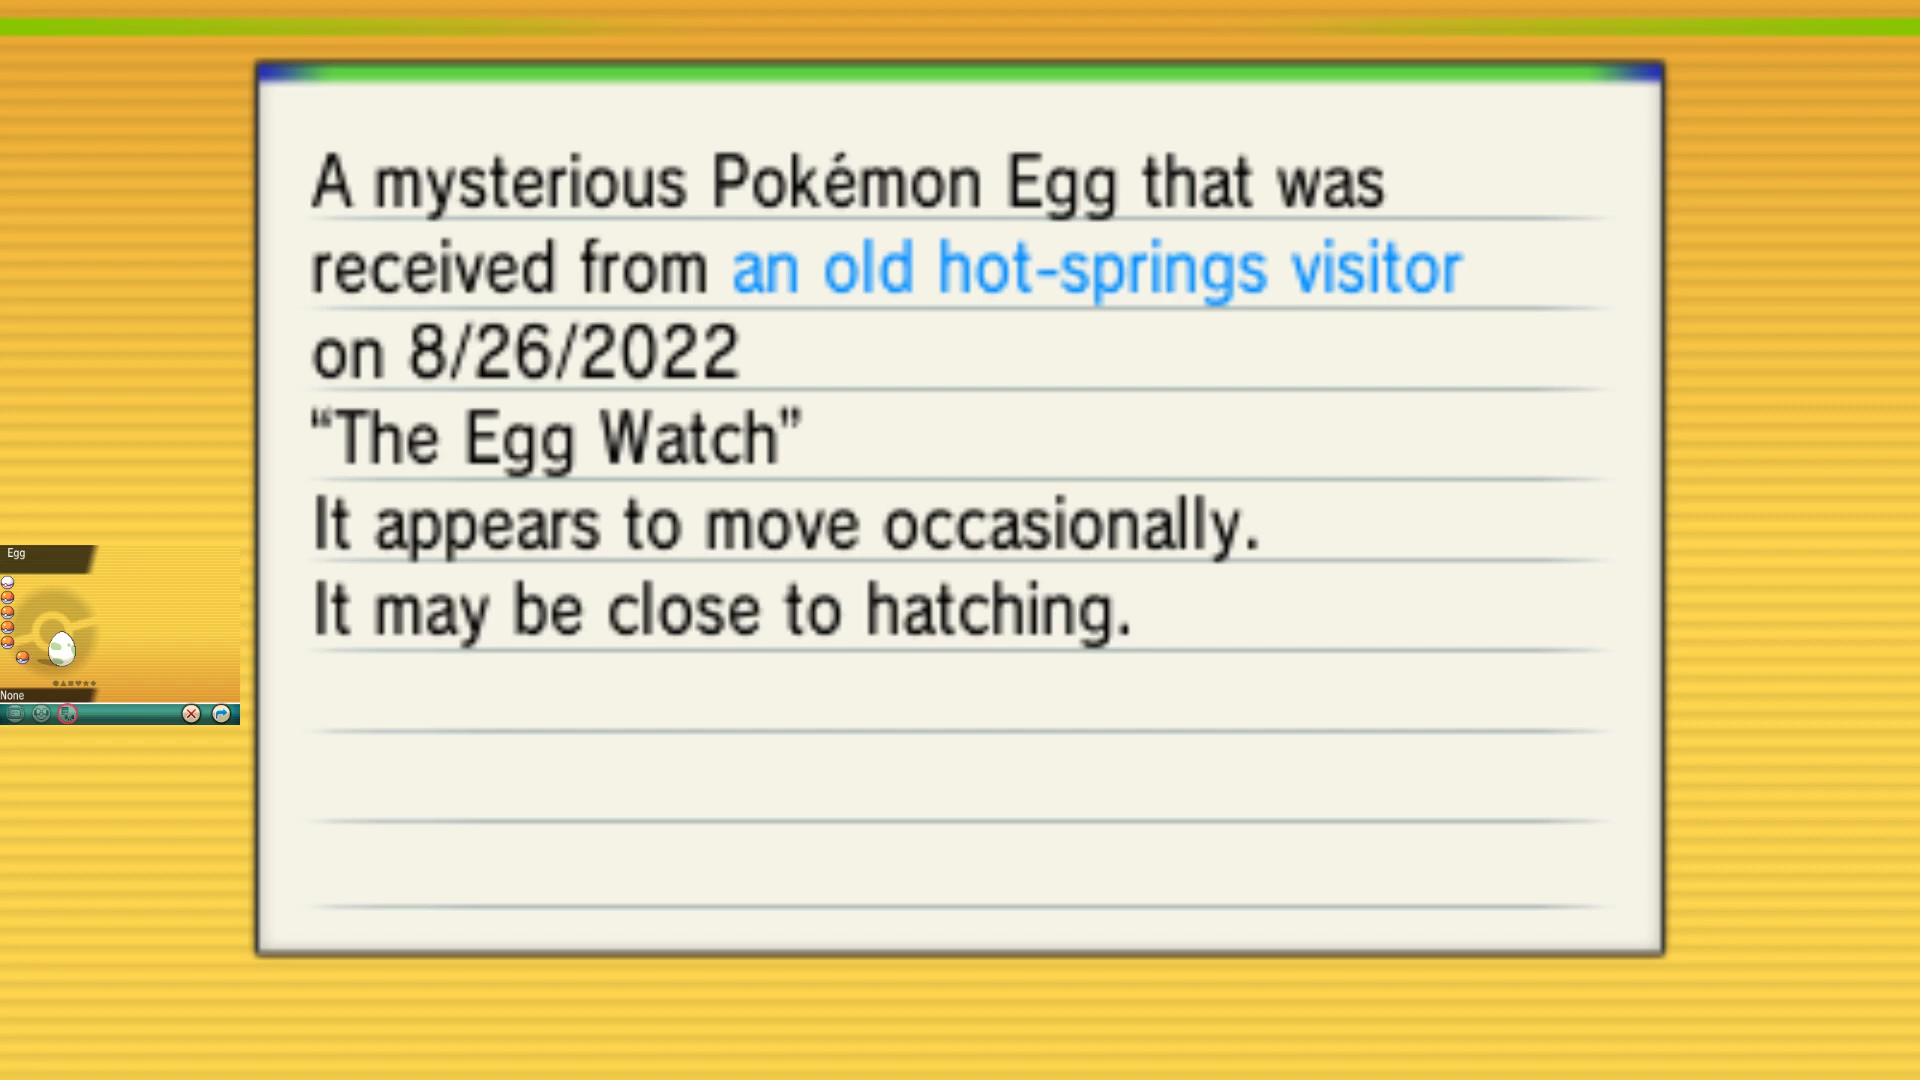 A mysterious Pokémon Egg that was
received from an old hot-springs visitor
on 8/26/2022
“The Egg Watch”
It appears to move occasionally.
It may be close to hatching.
Egg
None